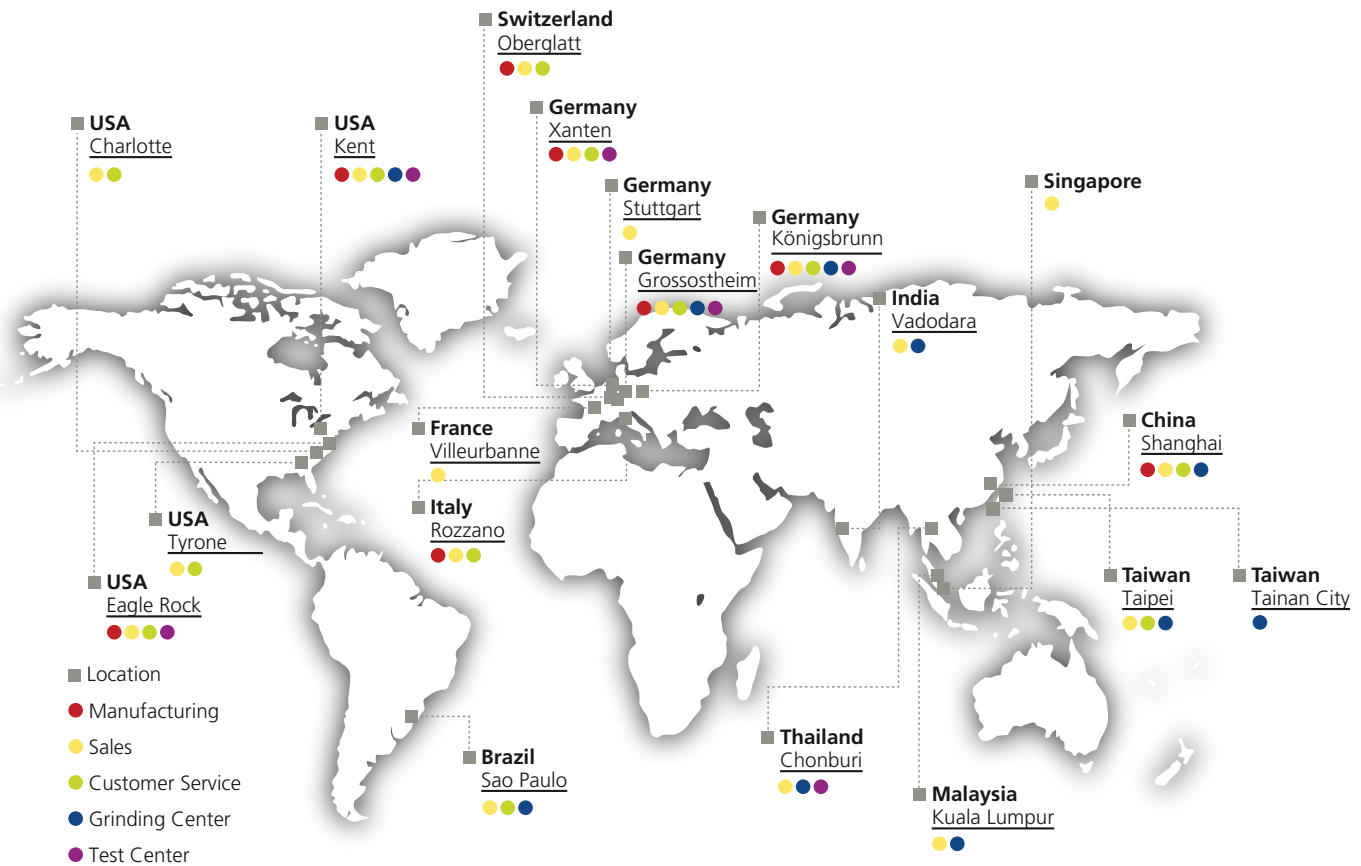 Switzerland
Oberglatt
USA
Charlotte
USA
Kent
Germany
Xanten
Germany
Stuttgart
Singapore
Germany
Königsbrunn
Germany
Grossostheim
India
Vadodara
France
Villeurbanne
China
Shanghai
Italy
Rozzano
USA
Tyrone
USA
Eagle Rock
Taiwan
Taipei
Taiwan
Tainan City
Location
Manufacturing
Sales
Customer Service
Grinding Center
Test Center
Brazil
Sao Paulo
Thailand
Chonburi
Malaysia
Kuala Lumpur